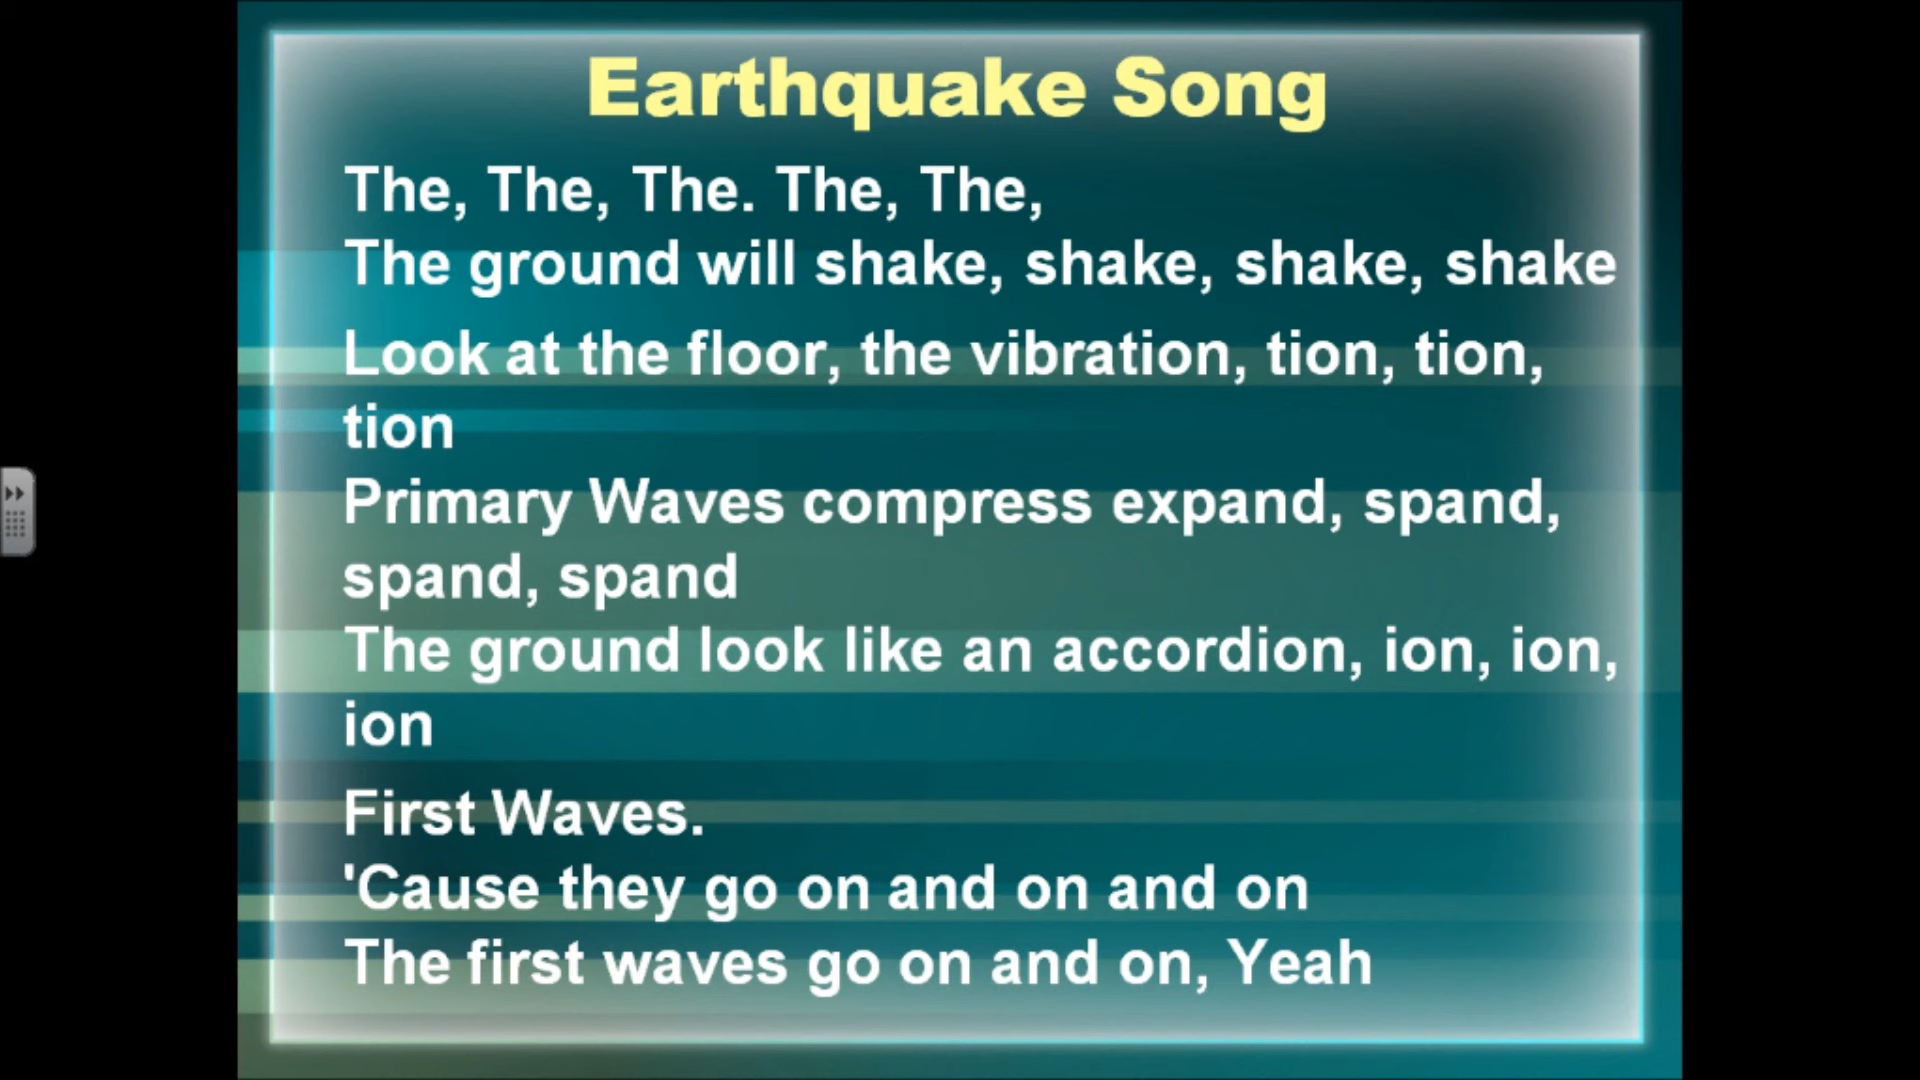 Earthquake Song
The, The, The. The, The,
The ground will shake, shake, shake, shake
Look at the floor, the vibration, tion, tion,
tion
Primary Waves compress expand, spand,
spand, spand
The ground look like an accordion, ion, ion,
ion
First Waves.
'Cause they go on and on and on
The first waves go on and on, Yeah